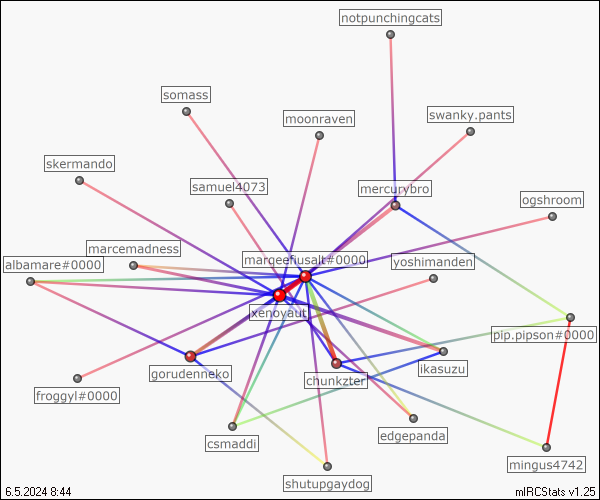 notpunchingcats
somass
moonraven
swanky.pants
skermando
samuel4073
mercurybro
ogshroom
marcemadness
albamare#0000
marqeefiusalt#0000
yoshimanden
xenoyaut
pip.pipson#0000
gorudenneko
chunkzter
ikasuzu
froggyl#0000
csmaddi
edgepanda
mingus4742
shutupgaydog
6.5.2024 8:44
mIRCStats v1.25